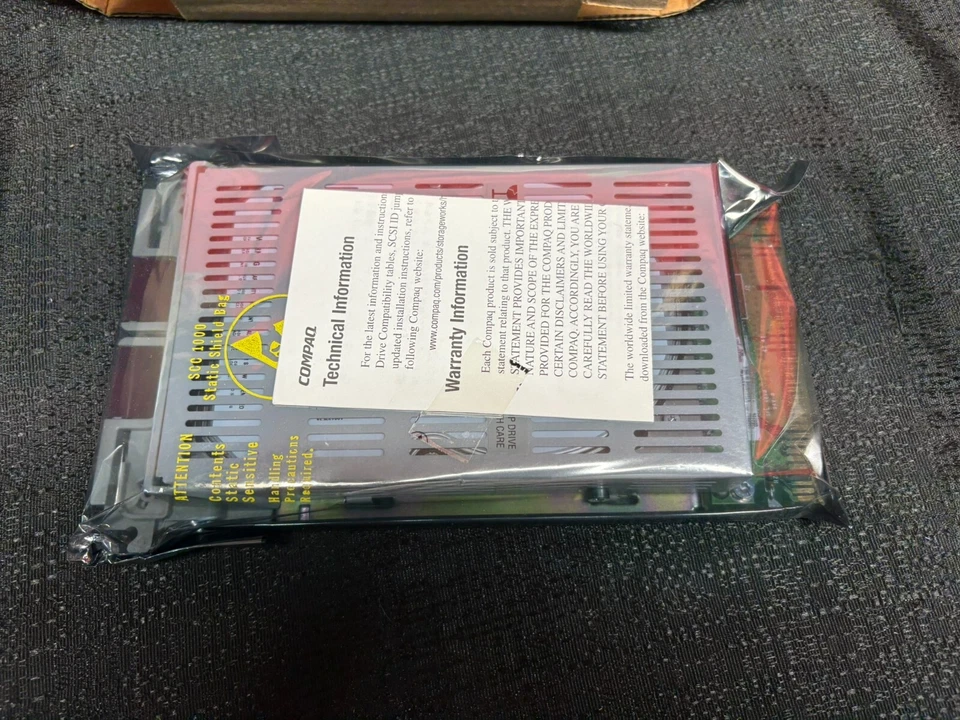 COMPAQ
Technical Information
For the latest information and instruction
Drive Compatibility tables, SCSI ID jum
updated installation instructions, refer to
following Compaq website:
www.compaq.com/products/storageworks/
Warranty Information
Each Compaq product is sold subject to
statement relating to that product. THE W
STATEMENT PROVIDES IMPORTANT
NATURE AND SCOPE OF THE EXPRE
PROVIDED FOR THE COMPAQ PROD
CERTAIN DISCLAIMERS AND LIMIT
COMPAQ. ACCORDINGLY, YOU ARE
CAREFULLY READ THE WORLDWIDE
STATEMENT BEFORE USING YOUR
The worldwide limited warranty stateme
downloaded from the Compaq website:
ATTENTION
Contents
Static
Sensitive
Handling
Precautions
Required.
SCC 1000
Static Shield Bag
P DRIVE
H CARE